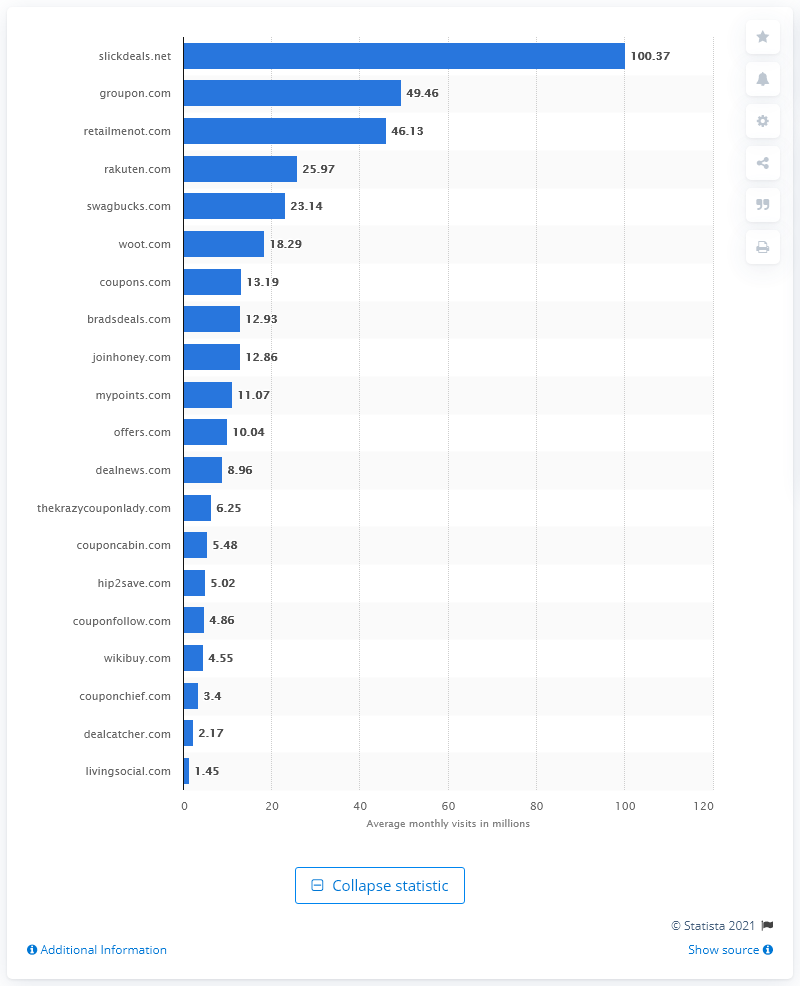 slickdeals.net 100.37
groupon.com 49.46
retailmenot.com 46.13
rakuten.com 25.97
swagbucks.com 23.14
woot.com 18.29
coupons.com 13.19
bradsdeals.com 12.93
joinhoney.com 12.86
mypoints.com 11.07
offers.com 10.04
dealnews.com 8.96
thekrazycouponlady.com 6.25
couponcabin.com 5.48
hip2save.com 5.02
couponfollow.com 4.86
wikibuy.com 4.55
couponchief.com 3.4
dealcatcher.com 2.17
livingsocial.com 1.45
0 20 40 60 80 100 120
Average monthly visits in millions
Collapse statistic
© Statista 2021
Additional Information Show source